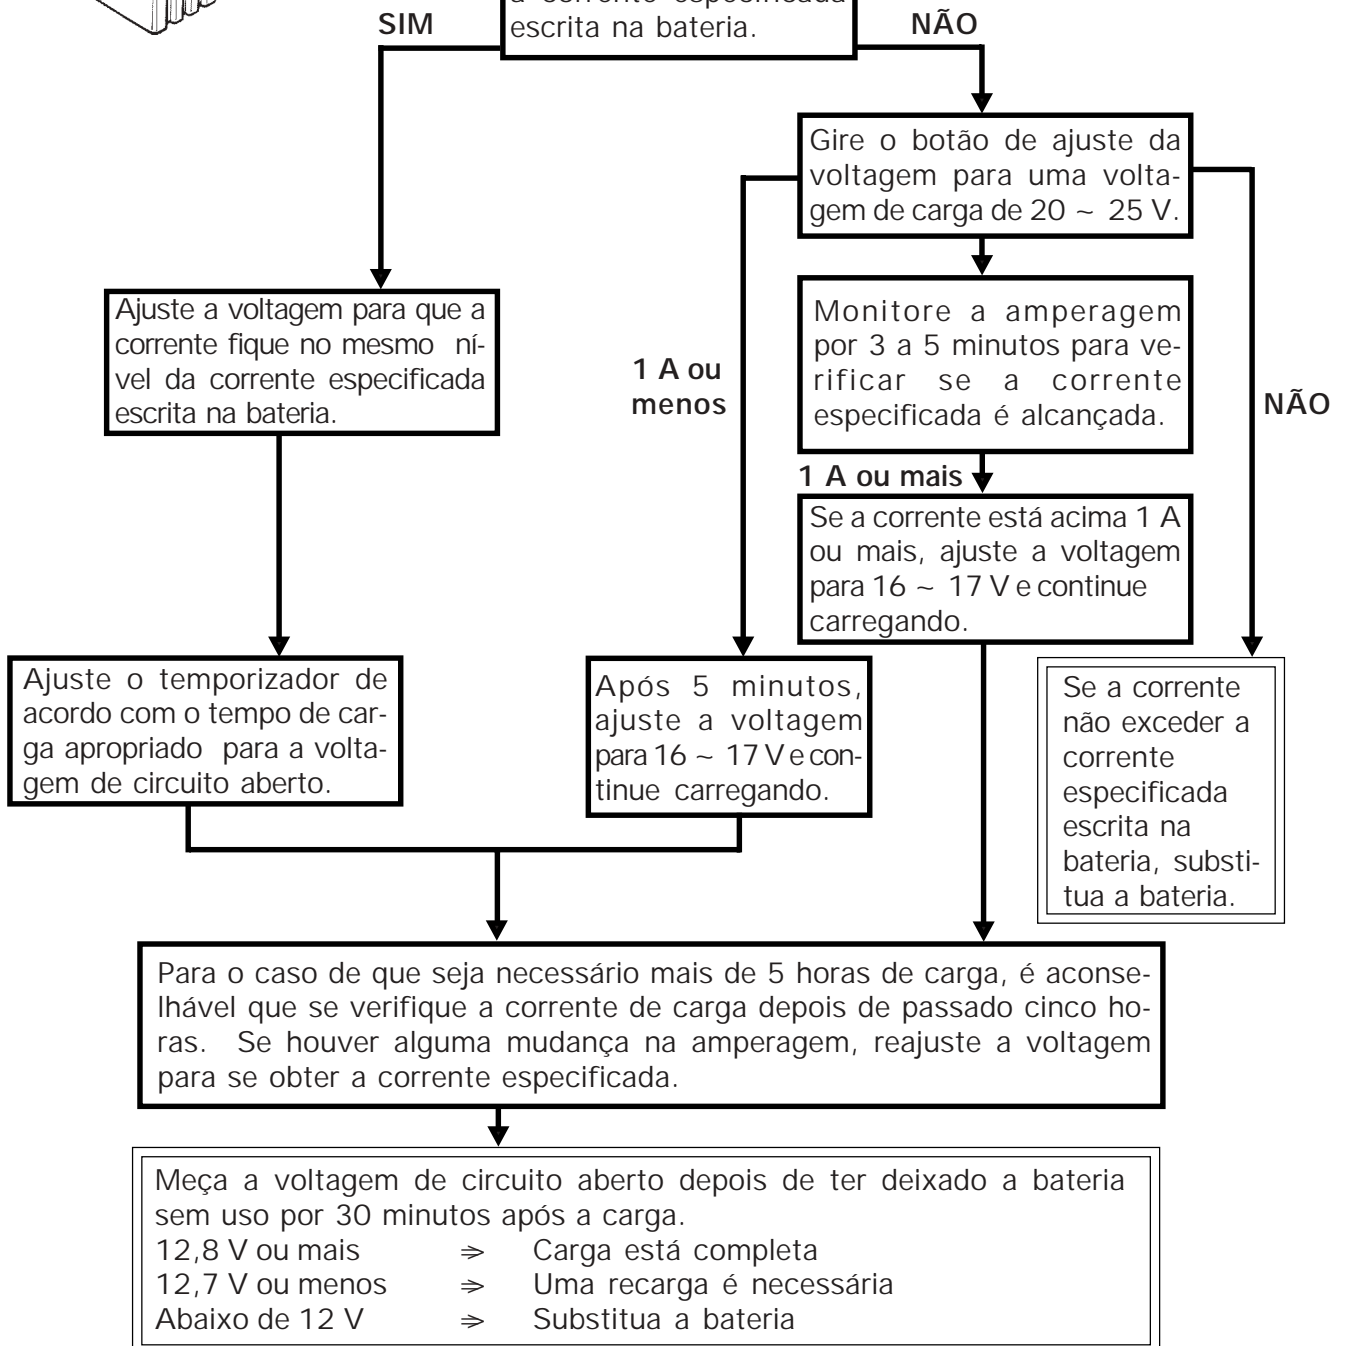 a corrente especificada
escrita na bateria.
SIM
NÃO
Gire o botão de ajuste da
voltagem para uma volta-
gem de carga de 20 ~ 25 V.
Ajuste a voltagem para que a
corrente fique no mesmo ní-
vel da corrente especificada
escrita na bateria.
1 A ou
menos
Monitore a amperagem
por 3 a 5 minutos para ve-
rificar se a corrente
especificada é alcançada.
NÃO
1 A ou mais
Se a corrente está acima 1 A
ou mais, ajuste a voltagem
para 16 ~ 17 V e continue
carregando.
Ajuste o temporizador de
acordo com o tempo de car-
ga apropriado para a volta-
gem de circuito aberto.
Após 5 minutos,
ajuste a voltagem
para 16 ~ 17 V e con-
tinue carregando.
Se a corrente
não exceder a
corrente
especificada
escrita na
bateria, substi-
tua a bateria.
Para o caso de que seja necessário mais de 5 horas de carga, é aconse-
lhável que se verifique a corrente de carga depois de passado cinco ho-
ras. Se houver alguma mudança na amperagem, reajuste a voltagem
para se obter a corrente especificada.
Meça a voltagem de circuito aberto depois de ter deixado a bateria
sem uso por 30 minutos após a carga.
12,8 V ou mais ⇒ Carga está completa
12,7 V ou menos ⇒ Uma recarga é necessária
Abaixo de 12 V ⇒ Substitua a bateria